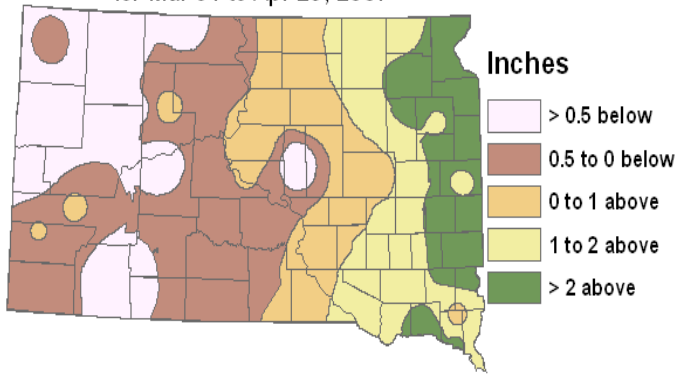 Inches
> 0.5 below
0.5 to 0 below
0 to 1 above
1 to 2 above
> 2 above